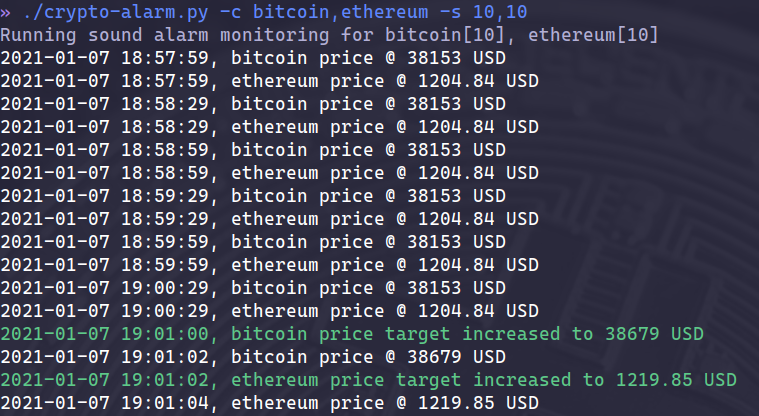 » ./crypto-alarm.py -c bitcoin,ethereum -s 10,10
Running sound alarm monitoring for bitcoin[10], ethereum[10]
2021-01-07 18:57:59, bitcoin price @ 38153 USD
2021-01-07 18:57:59, ethereum price @ 1204.84 USD
2021-01-07 18:58:29, bitcoin price @ 38153 USD
2021-01-07 18:58:29, ethereum price @ 1204.84 USD
2021-01-07 18:58:59, bitcoin price @ 38153 USD
2021-01-07 18:58:59, ethereum price @ 1204.84 USD
2021-01-07 18:59:29, bitcoin price @ 38153 USD
2021-01-07 18:59:29, ethereum price @ 1204.84 USD
2021-01-07 18:59:59, bitcoin price @ 38153 USD
2021-01-07 18:59:59, ethereum price @ 1204.84 USD
2021-01-07 19:00:29, bitcoin price @ 38153 USD
2021-01-07 19:00:29, ethereum price @ 1204.84 USD
2021-01-07 19:01:00, bitcoin price target increased to 38679 USD
2021-01-07 19:01:02, bitcoin price @ 38679 USD
2021-01-07 19:01:02, ethereum price target increased to 1219.85 USD
2021-01-07 19:01:04, ethereum price @ 1219.85 USD